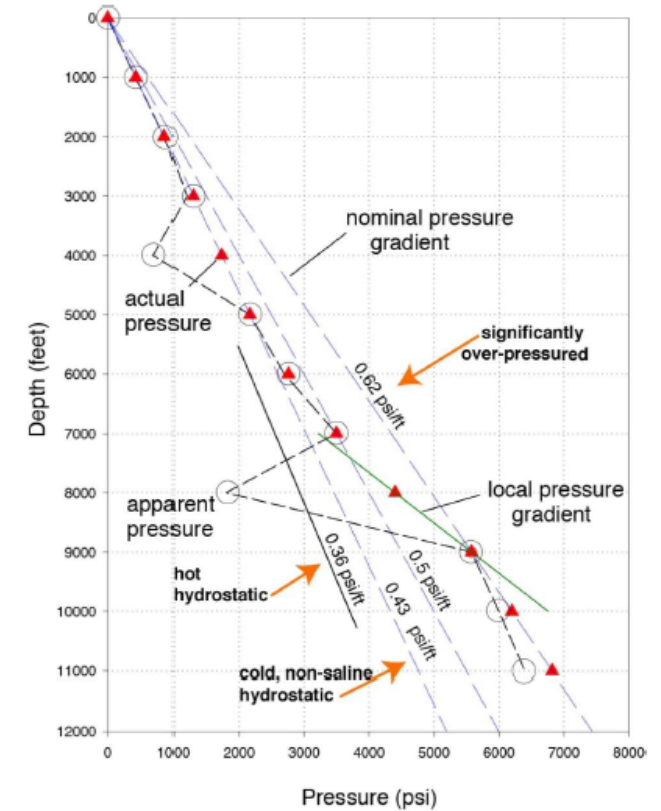 0
1000
2000
3000
4000
5000
6000
7000
8000
9000
10000
11000
12000
Depth (feet)
nominal pressure
gradient
actual
pressure
significantly
over-pressured
0.62 psi/ft
local pressure
gradient
apparent
pressure
hot
hydrostatic
0.36 psi/ft
0.5 psi/ft
0.43 psi/ft
cold, non-saline
hydrostatic
0
1000
2000
3000
4000
5000
6000
7000
8000
Pressure (psi)